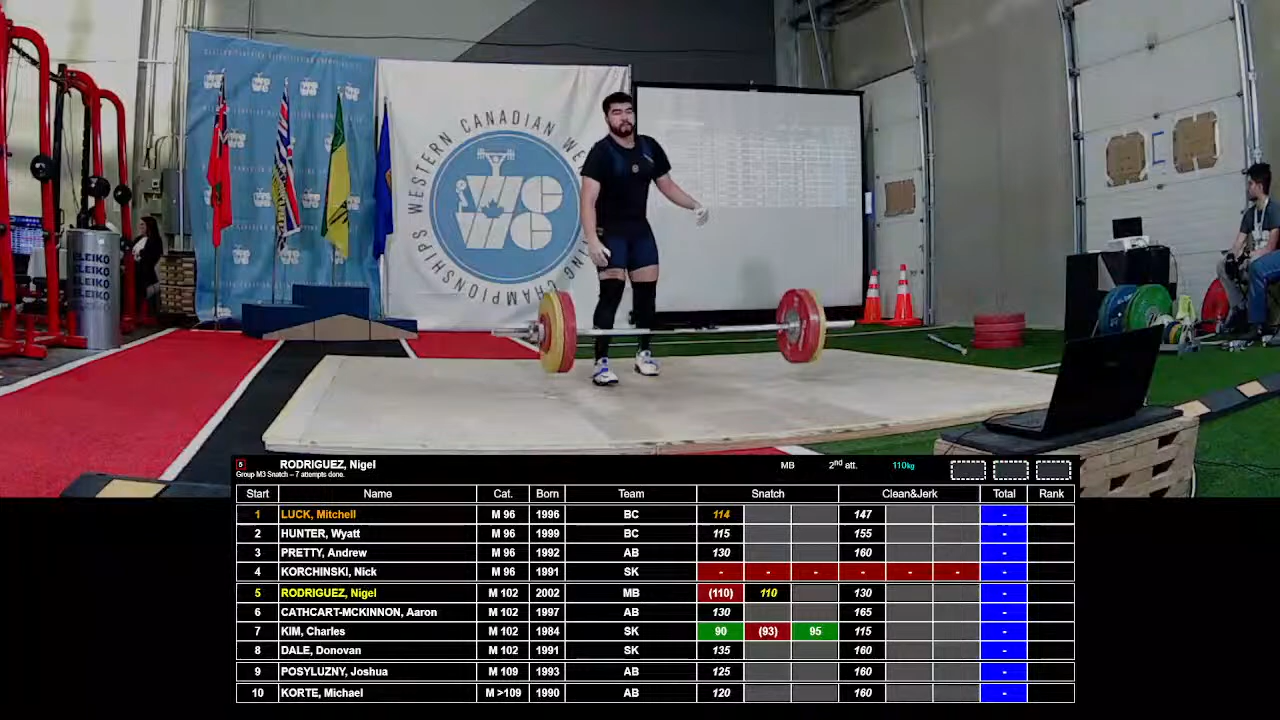 WESTERN CANADIAN WE
ING CHAMPIONSHIPS
WC
WC
ELEIKO
ELEIKO
ELEIKO
ELEIKO
C
5 RODRIGUEZ, Nigel MB 2nd att. 110kg
Group M3 Snatch – 7 attempts done.
Start Name Cat. Born Team Snatch Clean&Jerk Total Rank
1 LUCK, Mitchell M 96 1996 BC 114 147 -
2 HUNTER, Wyatt M 96 1999 BC 115 155 -
3 PRETTY, Andrew M 96 1992 AB 130 160 -
4 KORCHINSKI, Nick M 96 1991 SK - - - - - - -
5 RODRIGUEZ, Nigel M 102 2002 MB (110) 110 130 -
6 CATHCART-MCKINNON, Aaron M 102 1997 AB 130 165 -
7 KIM, Charles M 102 1984 SK 90 (93) 95 115 -
8 DALE, Donovan M 102 1991 SK 135 160 -
9 POSYLUZNY, Joshua M 109 1993 AB 125 160 -
10 KORTE, Michael M >109 1990 AB 120 160 -